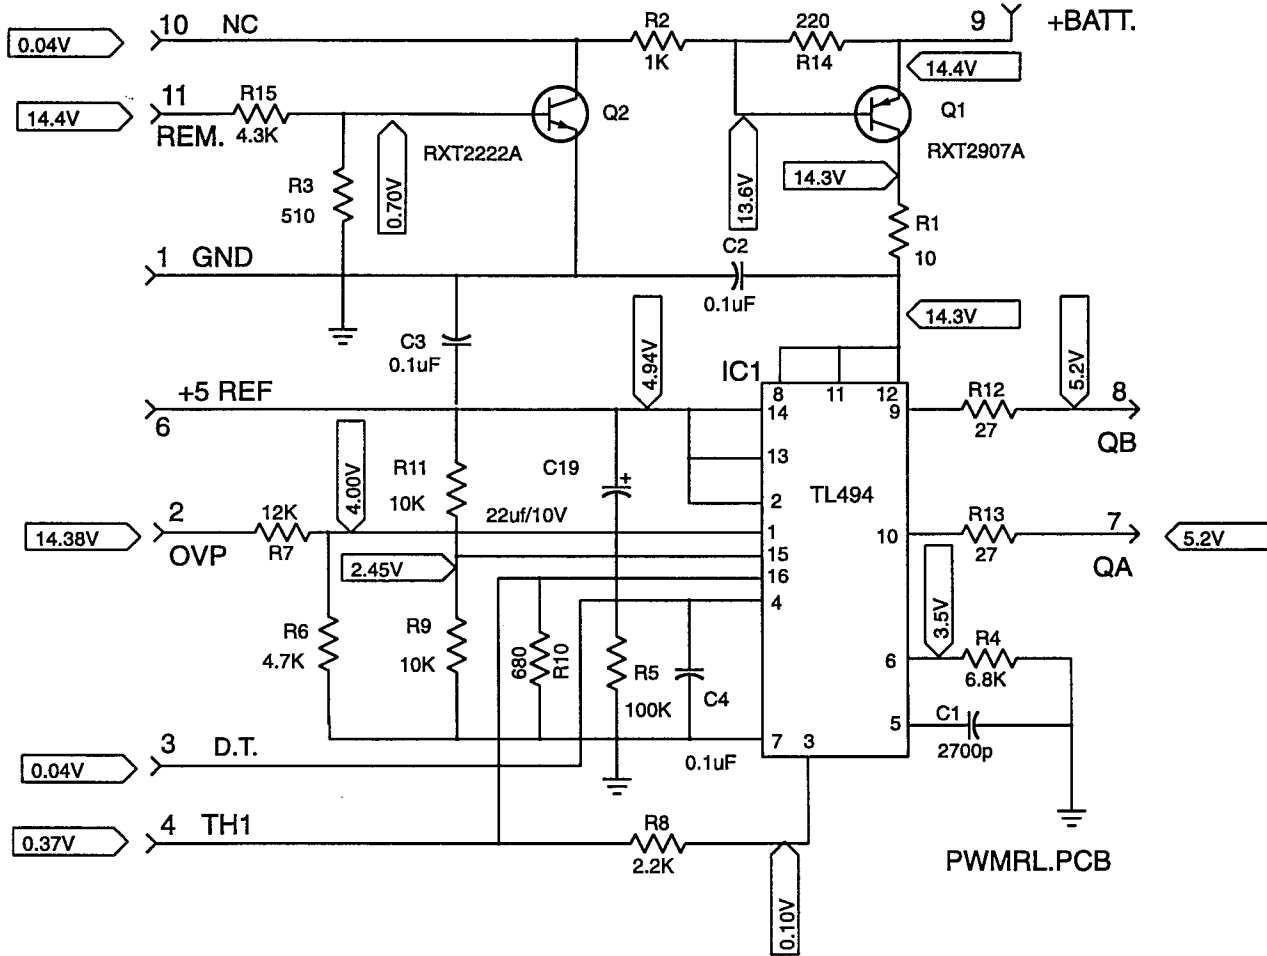 10 NC
R2
1K
220
R14
9
+BATT.
0.04V
14.4V
11
REM.
R15
4.3K
14.4V
Q2
Q1
RXT2222A
RXT2907A
R3
510
0.70V
13.6V
14.3V
R1
10
1 GND
C2
0.1uF
14.3V
C3
0.1uF
4.94V
IC1
8 11 12
5.2V
+5 REF
6
14
9
R12
27
8
QB
13
R11
10K
C19
+
22uf/10V
2
TL494
4.00V
2
OVP
12K
R7
14.38V
1
10
R13
27
7
QA
5.2V
2.45V
15
16
4
3.5V
R6
4.7K
R9
10K
680
R10
R5
100K
C4
0.1uF
6
R4
6.8K
5
C1
2700p
7 3
3 D.T.
0.04V
4 TH1
0.37V
R8
2.2K
0.10V
PWMRL.PCB